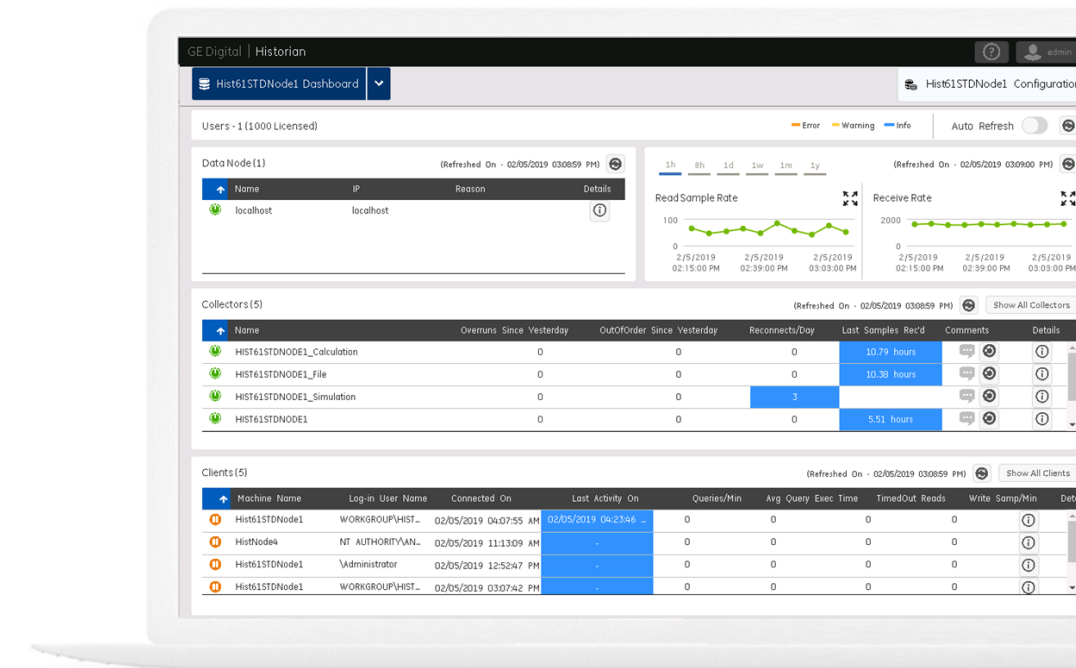 GE Digital | Historian
? admin
Hist61STDNode1 Dashboard
Hist61STDNode1 Configuration
Users - 1 (1000 Licensed)
Error Warning Info
Auto Refresh
Data Node (1)
(Refreshed On - 02/05/2019 03:08:59 PM)
Name IP Reason Details
localhost localhost
1h 8h 1d 1w 1m 1y
(Refreshed On - 02/05/2019 03:09:00 PM)
Read Sample Rate
100
0
2/5/2019 2/5/2019 2/5/2019
02:15:00 PM 02:39:00 PM 03:03:00 PM
Receive Rate
2000
0
2/5/2019 2/5/2019 2/5/2019
02:15:00 PM 02:39:00 PM 03:03:00 PM
Collectors (5)
(Refreshed On - 02/05/2019 03:08:59 PM) Show All Collectors
Name Overruns Since Yesterday OutOfOrder Since Yesterday Reconnects/Day Last Samples Rec'd Comments Details
HIST61STDNODE1_Calculation 0 0 0 10.79 hours
HIST61STDNODE1_File 0 0 0 10.38 hours
HIST61STDNODE1_Simulation 0 0 3
HIST61STDNODE1 0 0 0 5.51 hours
Clients (5)
(Refreshed On - 02/05/2019 03:08:59 PM) Show All Clients
Machine Name Log-in User Name Connected On Last Activity On Queries/Min Avg Query Exec Time TimedOut Reads Write Samp/Min Det
Hist61STDNode1 WORKGROUP\HIST... 02/05/2019 04:07:55 AM 02/05/2019 04:23:46 ... 0 0 0 0
HistNode4 NT AUTHORITY\AN... 02/05/2019 11:13:09 AM - 0 0 0 0
Hist61STDNode1 \Administrator 02/05/2019 12:52:47 PM - 0 0 0 0
Hist61STDNode1 WORKGROUP\HIST... 02/05/2019 03:07:42 PM - 0 0 0 0